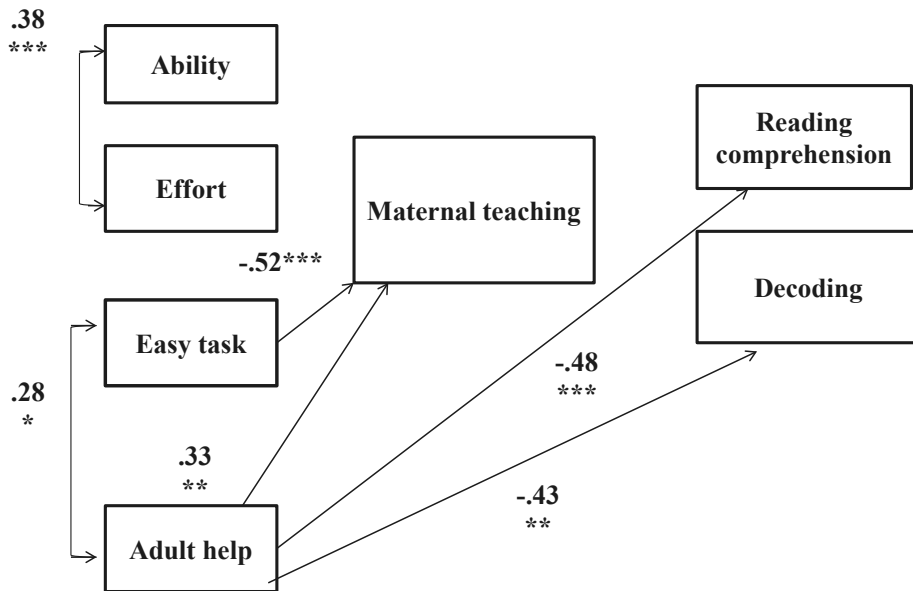 .38
***
Ability
Effort
Maternal teaching
Reading
comprehension
-.52***
Decoding
Easy task
.28
*
-.48
***
.33
**
-.43
**
Adult help